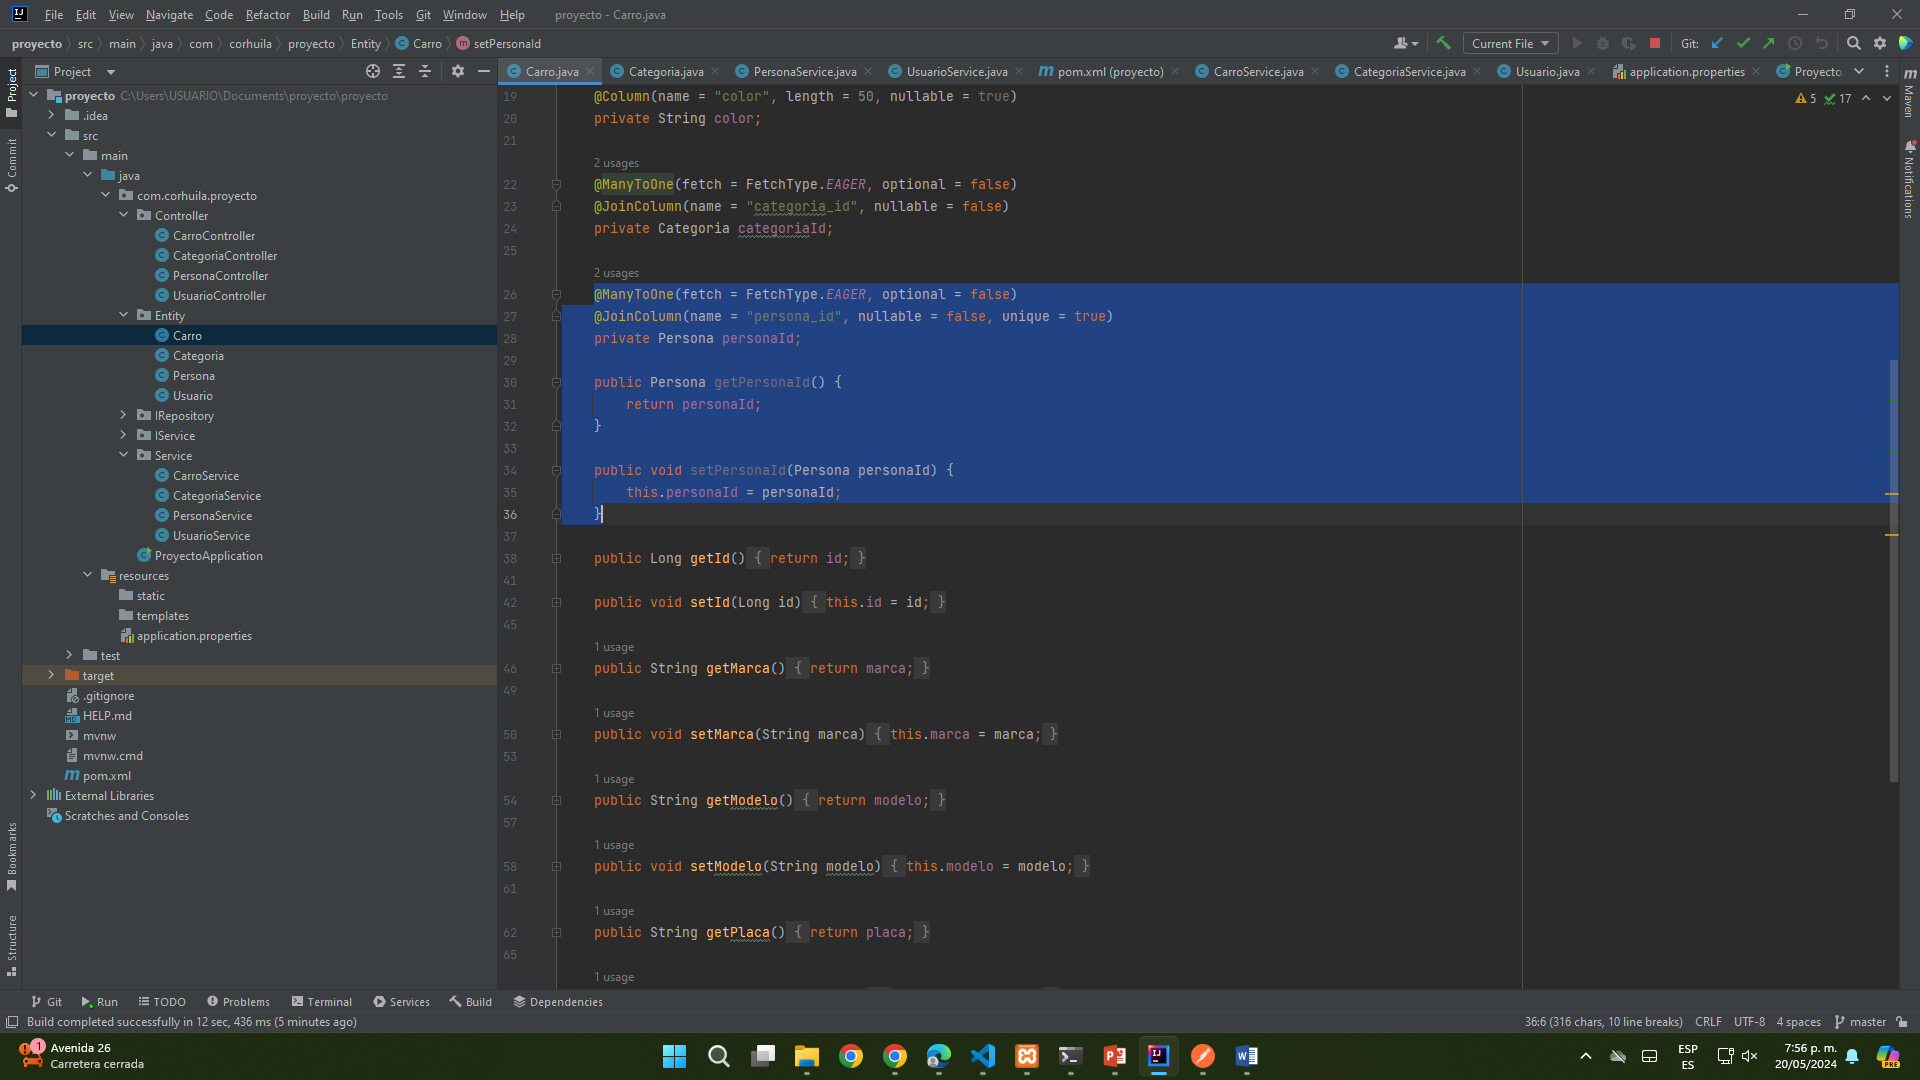 File Edit View Navigate Code Refactor Build Run Tools Git Window Help proyecto - Carro.java
proyecto src main java com corhuila proyecto Entity Carro setPersonaId
Current File
Git:
Project
Carro.java Categoria.java PersonaService.java UsuarioService.java pom.xml (proyecto) CarroService.java CategoriaService.java Usuario.java application.properties Proyecto
5 17
Project
Commit
Bookmarks
Structure
Maven
Notifications
proyecto C:\Users\USUARIO\Documents\proyecto\proyecto
.idea
src
main
java
com.corhuila.proyecto
Controller
CarroController
CategoriaController
PersonaController
UsuarioController
Entity
Carro
Categoria
Persona
Usuario
IRepository
IService
Service
CarroService
CategoriaService
PersonaService
UsuarioService
ProyectoApplication
resources
static
templates
application.properties
test
target
.gitignore
HELP.md
mvnw
mvnw.cmd
pom.xml
External Libraries
Scratches and Consoles
19 @Column(name = "color", length = 50, nullable = true)
20 private String color;
21
2 usages
22 @ManyToOne(fetch = FetchType.EAGER, optional = false)
23 @JoinColumn(name = "categoria_id", nullable = false)
24 private Categoria categoriaId;
25
2 usages
26 @ManyToOne(fetch = FetchType.EAGER, optional = false)
27 @JoinColumn(name = "persona_id", nullable = false, unique = true)
28 private Persona personaId;
29
30 public Persona getPersonaId() {
31 return personaId;
32 }
33
34 public void setPersonaId(Persona personaId) {
35 this.personaId = personaId;
36 }
37
38 public Long getId() { return id; }
41
42 public void setId(Long id) { this.id = id; }
45
1 usage
46 public String getMarca() { return marca; }
49
1 usage
50 public void setMarca(String marca) { this.marca = marca; }
53
1 usage
54 public String getModelo() { return modelo; }
57
1 usage
58 public void setModelo(String modelo) { this.modelo = modelo; }
61
1 usage
62 public String getPlaca() { return placa; }
65
1 usage
Git Run TODO Problems Terminal Services Build Dependencies
Build completed successfully in 12 sec, 436 ms (5 minutes ago) 36:6 (316 chars, 10 line breaks) CRLF UTF-8 4 spaces master
1
Avenida 26
Carretera cerrada
ESP
ES
7:56 p. m.
20/05/2024
PRE